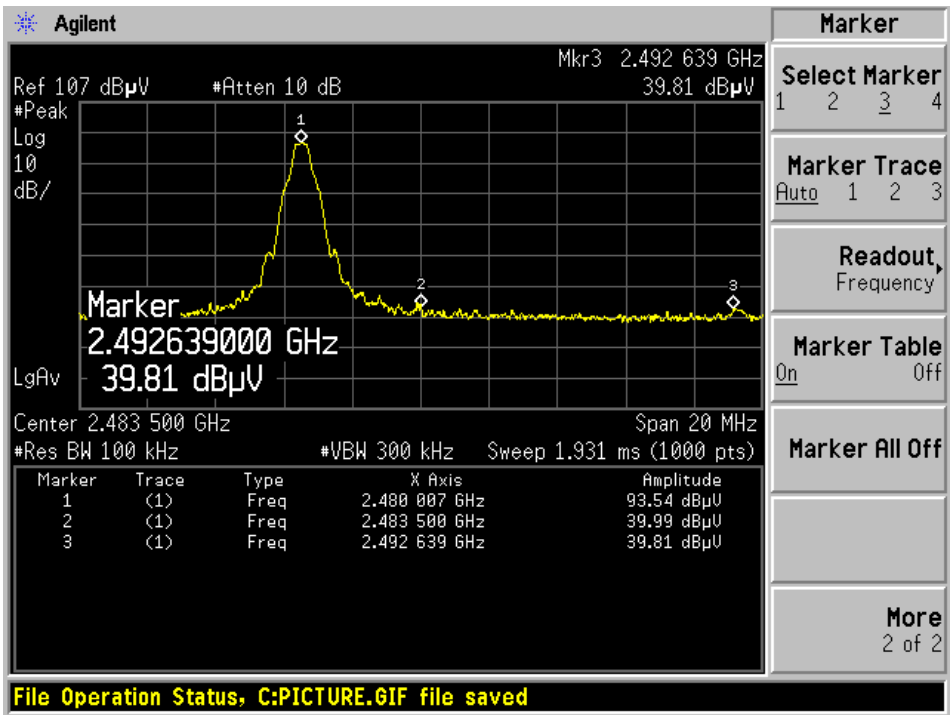 Agilent
Marker
Mkr3 2.492 639 GHz
Ref 107 dBµV #Atten 10 dB 39.81 dBµV
#Peak
Log
10
dB/
1
2
3
Marker
2.492639000 GHz
39.81 dBµV
LgAv
Center 2.483 500 GHz Span 20 MHz
#Res BW 100 kHz #VBW 300 kHz Sweep 1.931 ms (1000 pts)
Marker Trace Type X Axis Amplitude
1 (1) Freq 2.480 007 GHz 93.54 dBµV
2 (1) Freq 2.483 500 GHz 39.99 dBµV
3 (1) Freq 2.492 639 GHz 39.81 dBµV
Select Marker
1 2 3 4
Marker Trace
Auto 1 2 3
Readout
Frequency
Marker Table
On Off
Marker All Off
More
2 of 2
File Operation Status, C:PICTURE.GIF file saved